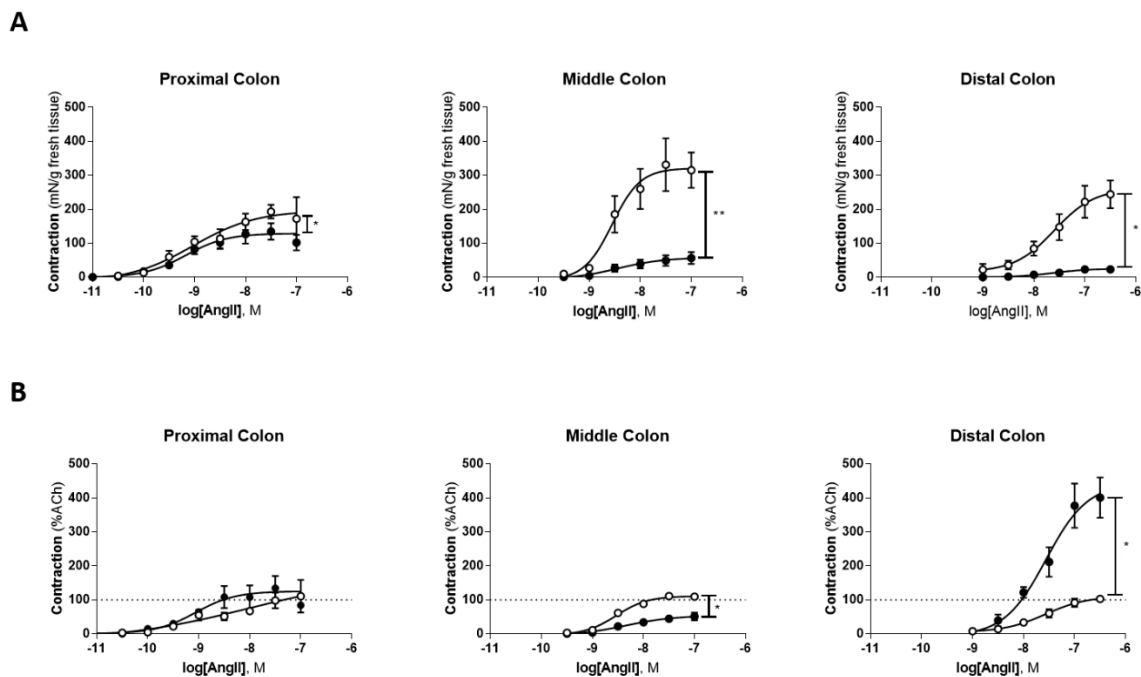 A
Proximal Colon
Contraction (mN/g fresh tissue)
500
400
300
200
100
0
*
-11 -10 -9 -8 -7 -6
log[AngII], M
Middle Colon
Contraction (mN/g fresh tissue)
500
400
300
200
100
0
**
-11 -10 -9 -8 -7 -6
log[AngII], M
Distal Colon
Contraction (mN/g fresh tissue)
500
400
300
200
100
0
*
-11 -10 -9 -8 -7 -6
log[AngII], M
B
Proximal Colon
Contraction (%ACh)
500
400
300
200
100
0
-11 -10 -9 -8 -7 -6
log[AngII], M
Middle Colon
Contraction (%ACh)
500
400
300
200
100
0
*
-11 -10 -9 -8 -7 -6
log[AngII], M
Distal Colon
Contraction (%ACh)
500
400
300
200
100
0
*
-11 -10 -9 -8 -7 -6
log[AngII], M